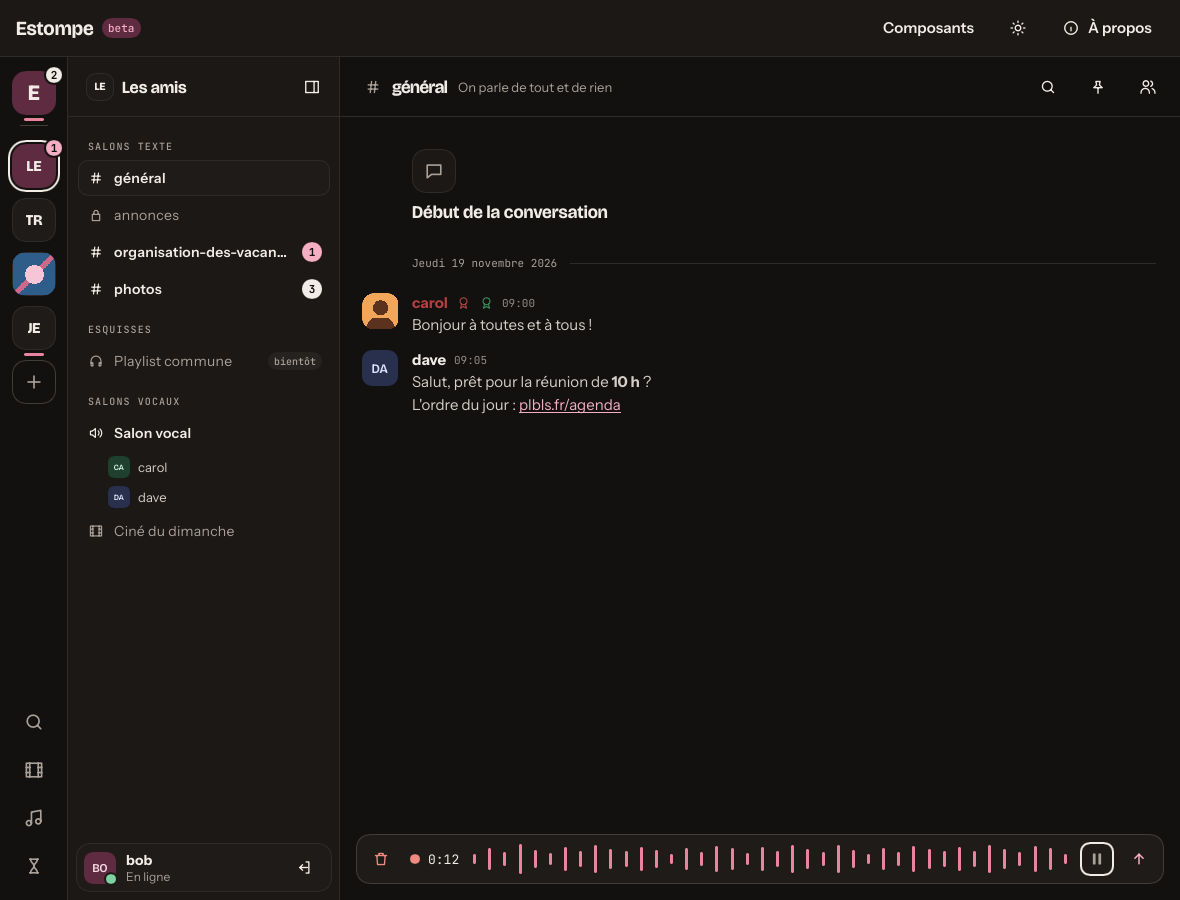 Estompe beta
Composants
À propos
E 2
LE 1
TR
JE
LE Les amis
SALONS TEXTE
# général
annonces
# organisation-des-vacan… 1
# photos 3
ESQUISSES
Playlist commune bientôt
SALONS VOCAUX
Salon vocal
CA carol
DA dave
Ciné du dimanche
BO bob
En ligne
# général On parle de tout et de rien
Début de la conversation
Jeudi 19 novembre 2026
carol 09:00
Bonjour à toutes et à tous !
DA dave 09:05
Salut, prêt pour la réunion de 10 h ?
L'ordre du jour : plbls.fr/agenda
0:12